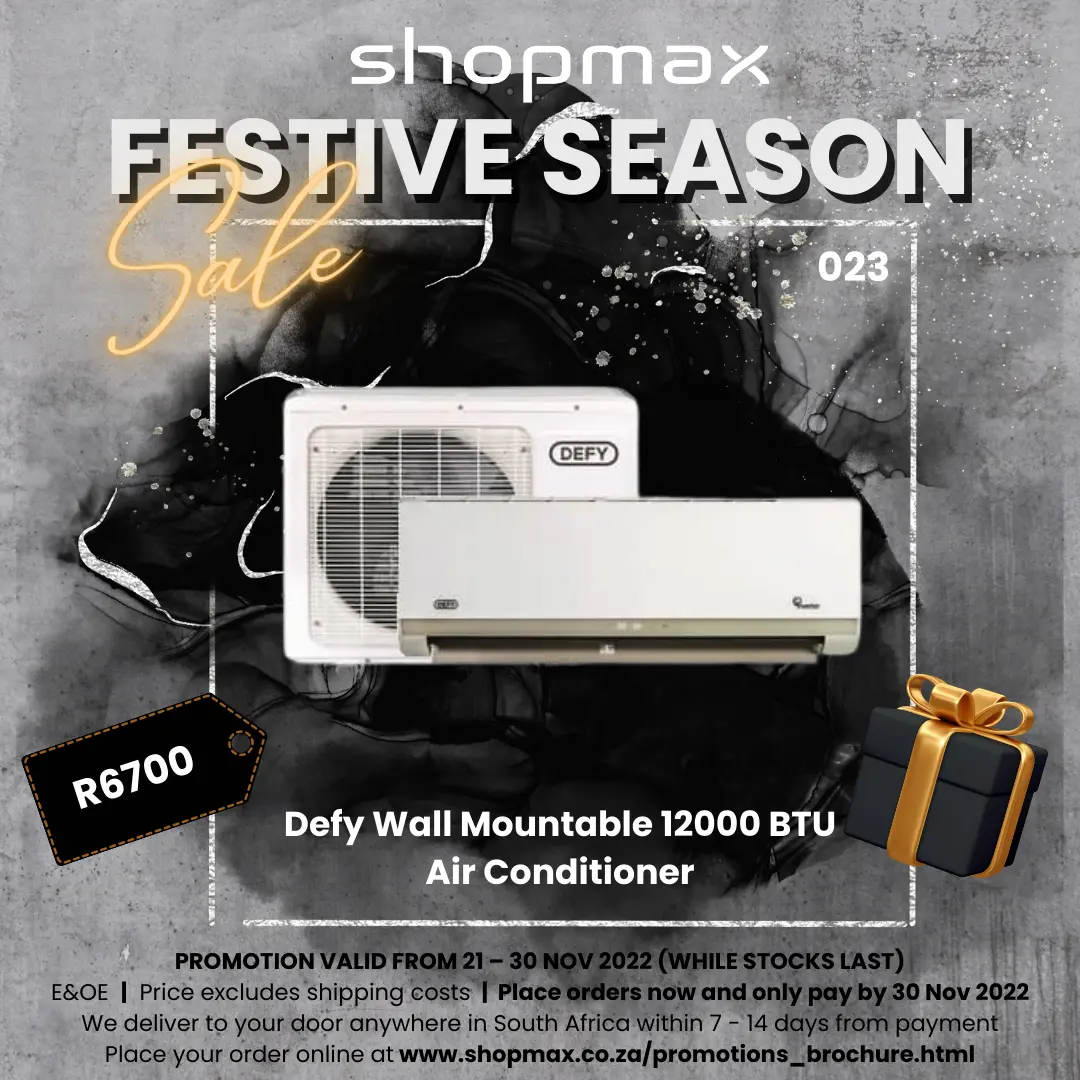 shopmax
FESTIVE SEASON
Sale
023
DEFY
DEFY
R6700
Defy Wall Mountable 12000 BTU
Air Conditioner
PROMOTION VALID FROM 21 – 30 NOV 2022 (WHILE STOCKS LAST)
E&OE | Price excludes shipping costs | Place orders now and only pay by 30 Nov 2022
We deliver to your door anywhere in South Africa within 7 - 14 days from payment
Place your order online at www.shopmax.co.za/promotions_brochure.html